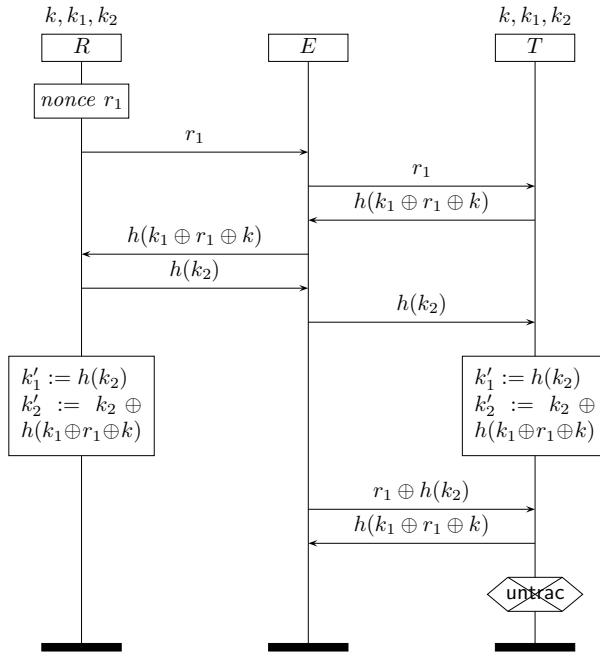 k, k₁, k₂
k, k₁, k₂
R
E
T
nonce r₁
r₁
r₁
h(k₁ ⊕ r₁ ⊕ k)
h(k₁ ⊕ r₁ ⊕ k)
h(k₂)
h(k₂)
k′₁ := h(k₂)
k′₂ := k₂ ⊕
h(k₁⊕r₁⊕k)
k′₁ := h(k₂)
k′₂ := k₂ ⊕
h(k₁⊕r₁⊕k)
r₁ ⊕ h(k₂)
h(k₁ ⊕ r₁ ⊕ k)
untrac